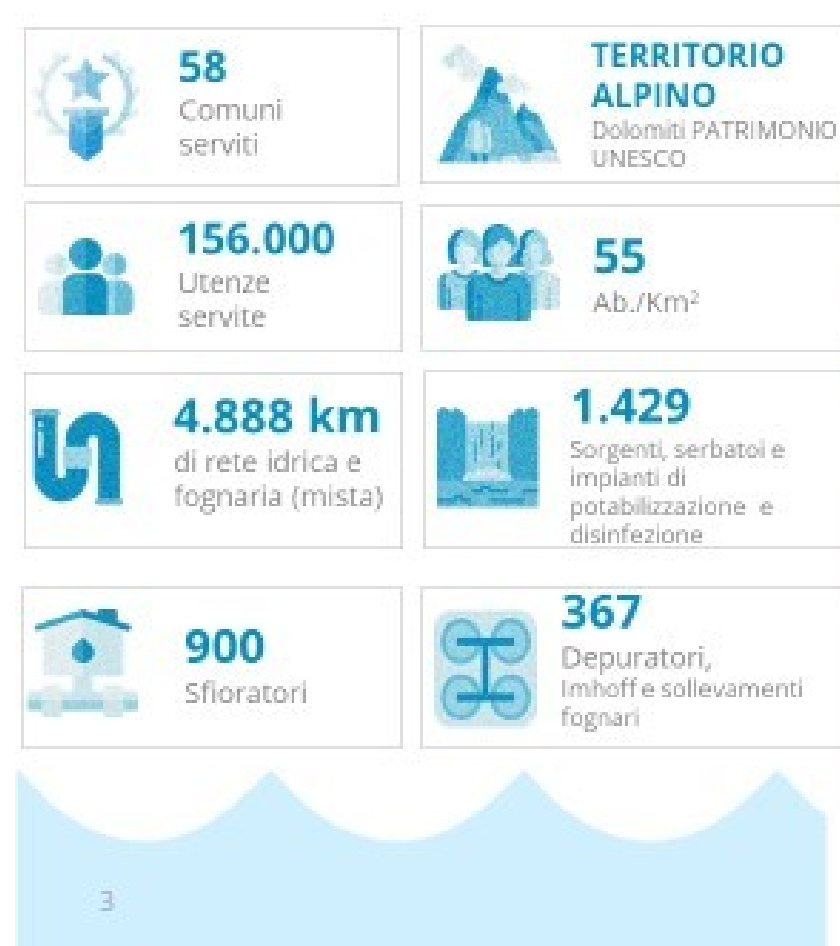 58
Comuni
serviti
TERRITORIO
ALPINO
Dolomiti PATRIMONIO
UNESCO
156.000
Utenze
servite
55
Ab./Km²
4.888 km
di rete idrica e
fognaria (mista)
1.429
Sorgenti, serbatoi e
impianti di
potabilizzazione e
disinfezione
900
Sfioratori
367
Depuratori,
Imhoff e sollevamenti
fognari
3